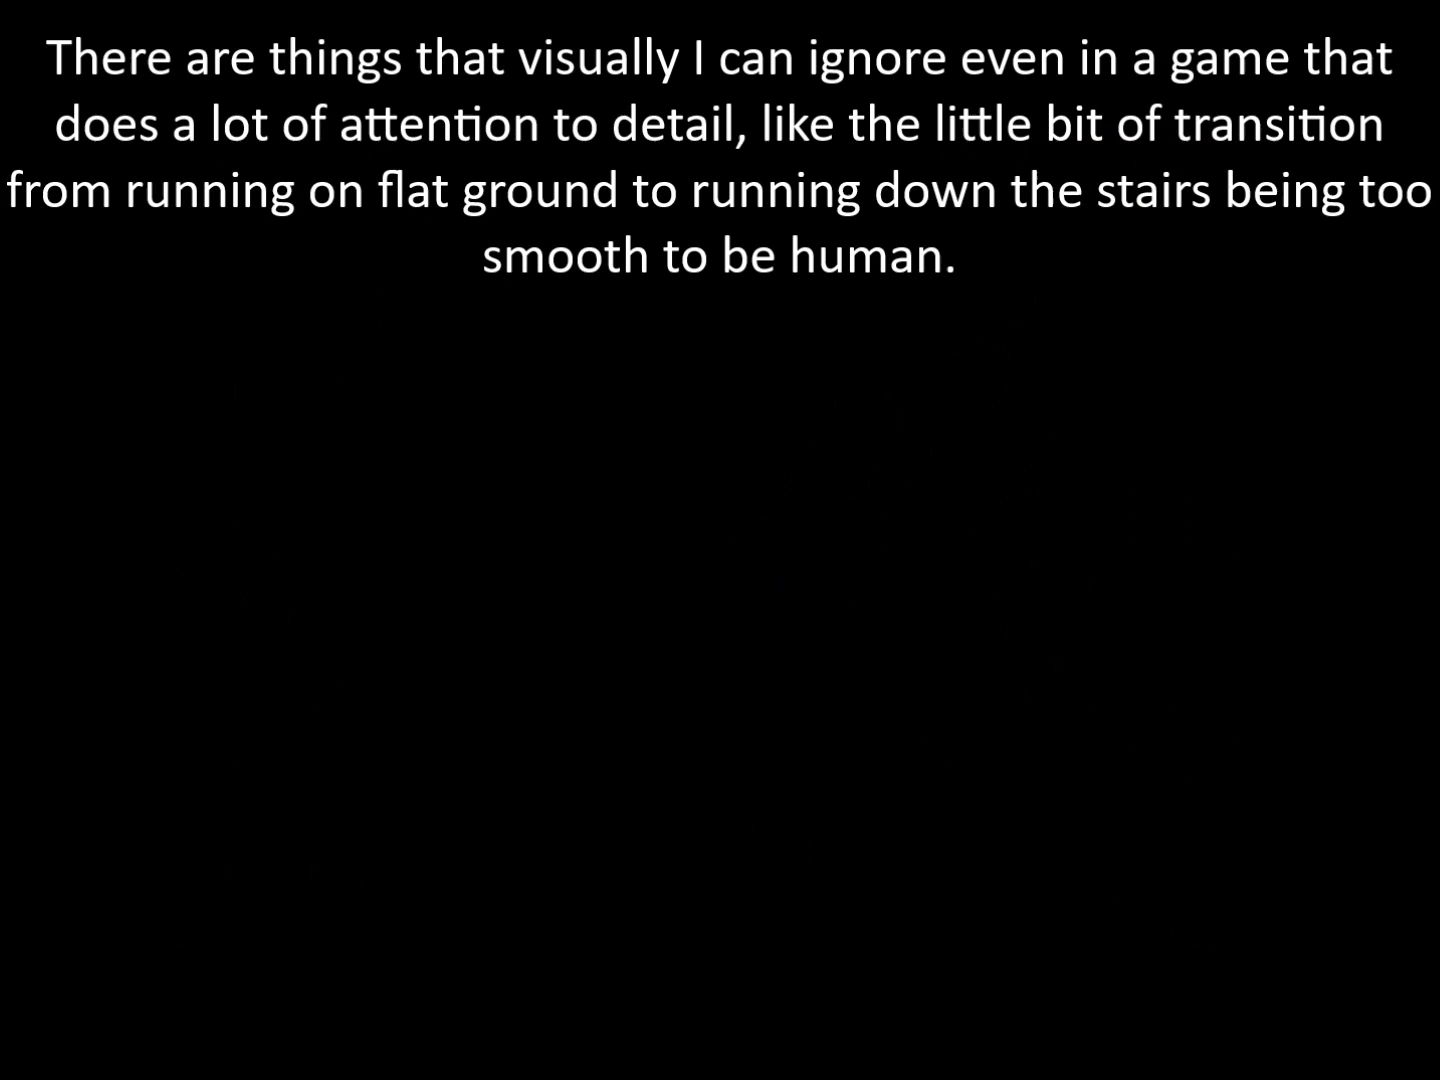 There are things that visually I can ignore even in a game that
does a lot of attention to detail, like the little bit of transition
from running on flat ground to running down the stairs being too
smooth to be human.